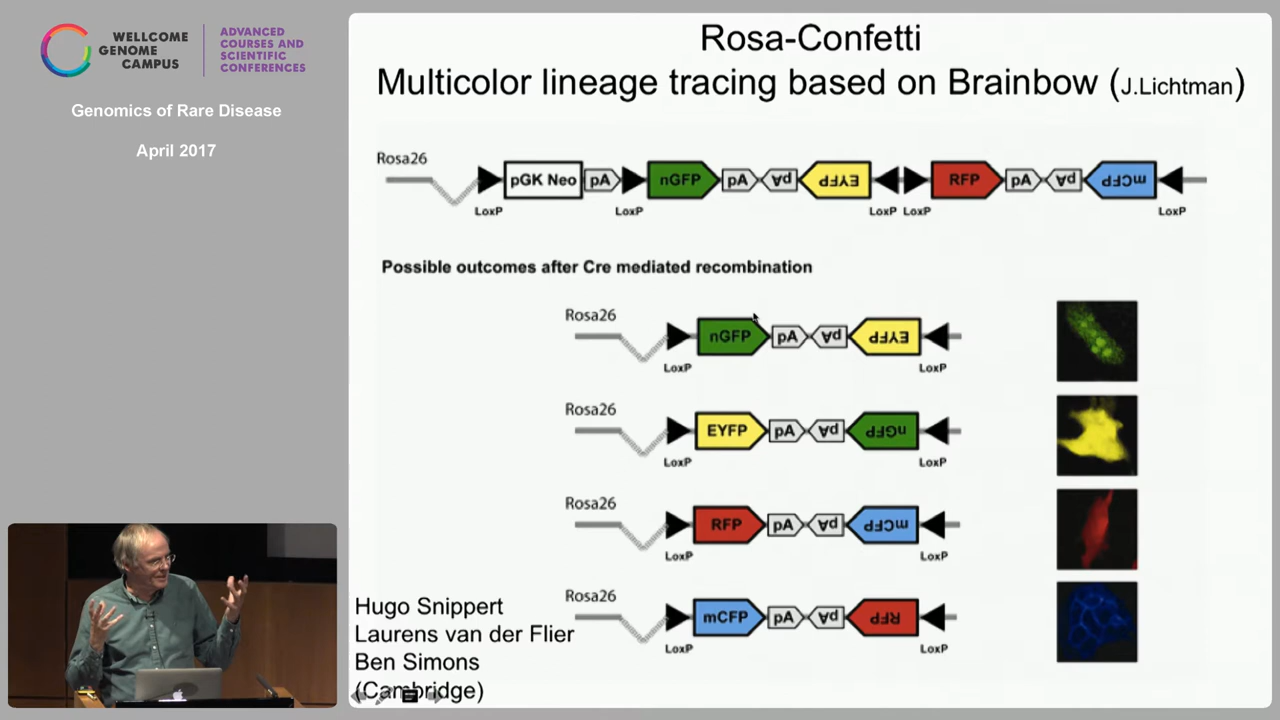 WELLCOME
GENOME
CAMPUS
ADVANCED
COURSES AND
SCIENTIFIC
CONFERENCES
Genomics of Rare Disease
April 2017
Rosa-Confetti
Multicolor lineage tracing based on Brainbow (J.Lichtman)
Rosa26
pGK Neo pA nGFP pA pA EYFP RFP pA pA mCFP
LoxP LoxP LoxP LoxP LoxP
Possible outcomes after Cre mediated recombination
Rosa26
nGFP pA pA EYFP
LoxP LoxP
Rosa26
EYFP pA pA nGFP
LoxP LoxP
Rosa26
RFP pA pA mCFP
LoxP LoxP
Rosa26
mCFP pA pA RFP
LoxP LoxP
Hugo Snippert
Laurens van der Flier
Ben Simons
(Cambridge)